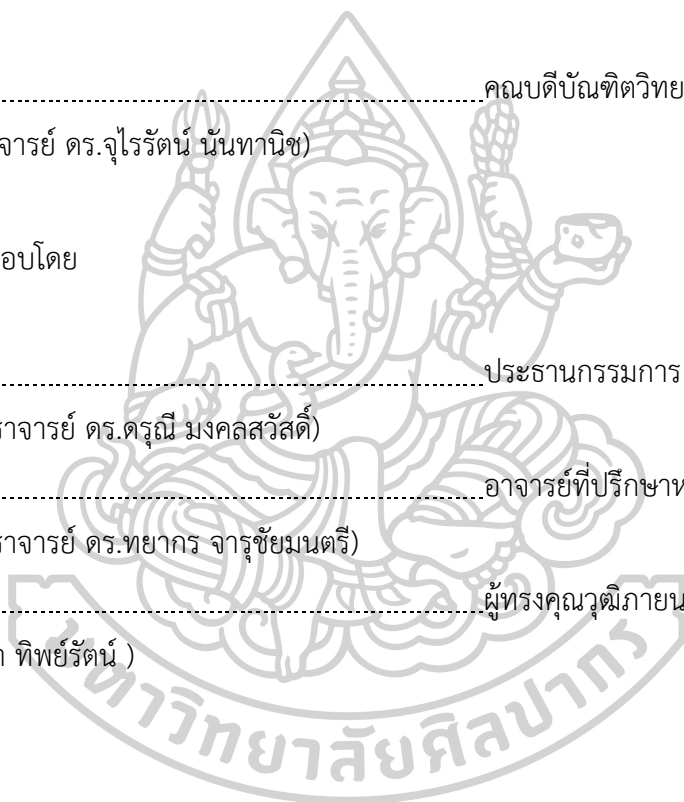 คณบดีบัณฑิตวิทย
จารย์ ดร.จุไรรัตน์ นันทานิช)
อบโดย
ประธานกรรมการ
าจารย์ ดร.ดรุณี มงคลสวัสดิ์)
อาจารย์ที่ปรึกษาห
าจารย์ ดร.ทยากร จารุชัยมนตรี)
ผู้ทรงคุณวุฒิภายน
า ทิพย์รัตน์ )
มหาวิทยาลัยศิลปากร